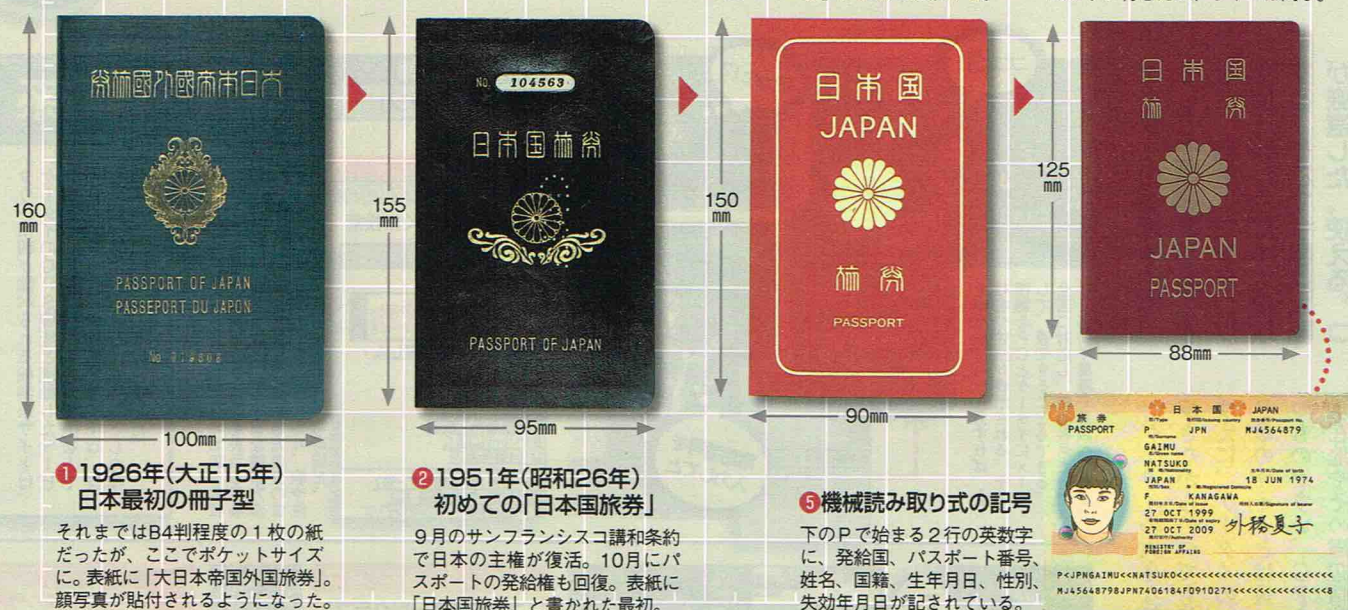 大日本帝國外國旅券
PASSPORT OF JAPAN
PASSEPORT DU JAPON
160
mm
100mm
❶1926年(大正15年)
日本最初の冊子型
それまではB4判程度の1枚の紙
だったが、ここでポケットサイズ
に。表紙に「大日本帝国外国旅券」。
顔写真が貼付されるようになった。
No. 104563
日本国旅券
PASSPORT OF JAPAN
155
mm
95mm
❷1951年(昭和26年)
初めての「日本国旅券」
9月のサンフランシスコ講和条約
で日本の主権が復活。10月にパ
スポートの発給権も回復。表紙に
「日本国旅券」と書かれた最初。
日本国
JAPAN
旅券
PASSPORT
150
mm
90mm
❺機械読み取り式の記号
下のPで始まる2行の英数字
に、発給国、パスポート番号、
姓名、国籍、生年月日、性別、
失効年月日が記されている。
日本国
旅券
JAPAN
PASSPORT
125
mm
88mm
旅券
PASSPORT
日本国
JAPAN
P JPN MJ4564879
GAIMU
NATSUKO
JAPAN 18 JUN 1974
F KANAGAWA
27 OCT 1999
27 OCT 2009
外務夏子
MINISTRY OF
FOREIGN AFFAIRS
P<JPNGAIMU<<NATSUKO<<<<<<<<<<<<<<<<<<<<<<<<<
MJ45648798JPN7406184F0910271<<<<<<<<<<<<<<<8